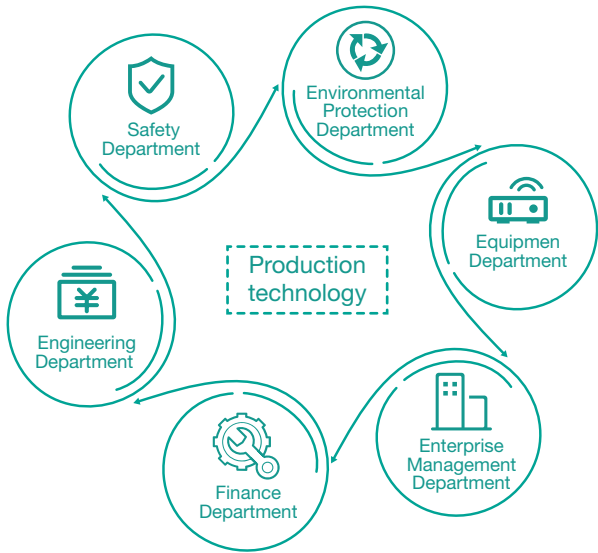 Environmental
Protection
Department
Safety
Department
Equipmen
Department
Production
technology
Engineering
Department
Enterprise
Management
Department
Finance
Department